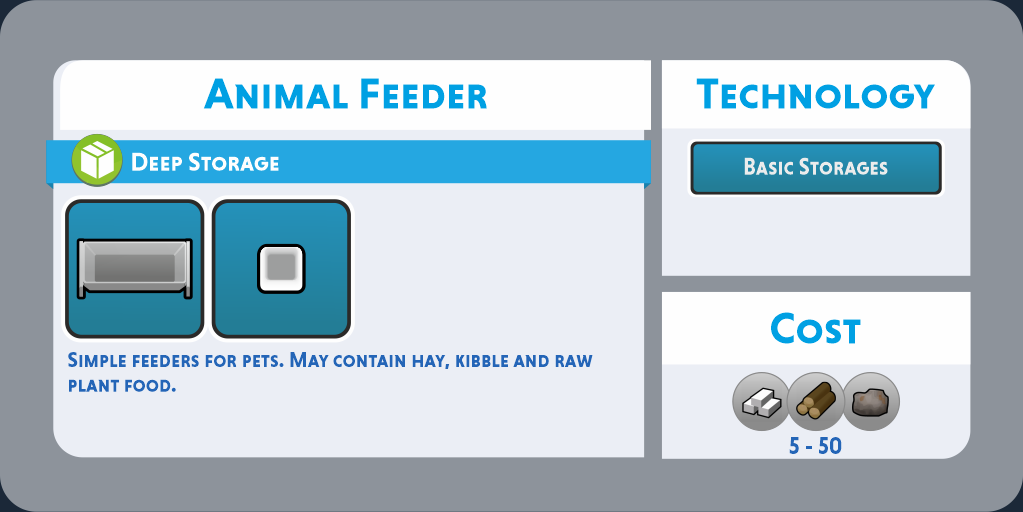 Animal Feeder
Deep Storage
Simple feeders for pets. May contain hay, kibble and raw
plant food.
Technology
Basic Storages
Cost
5 - 50